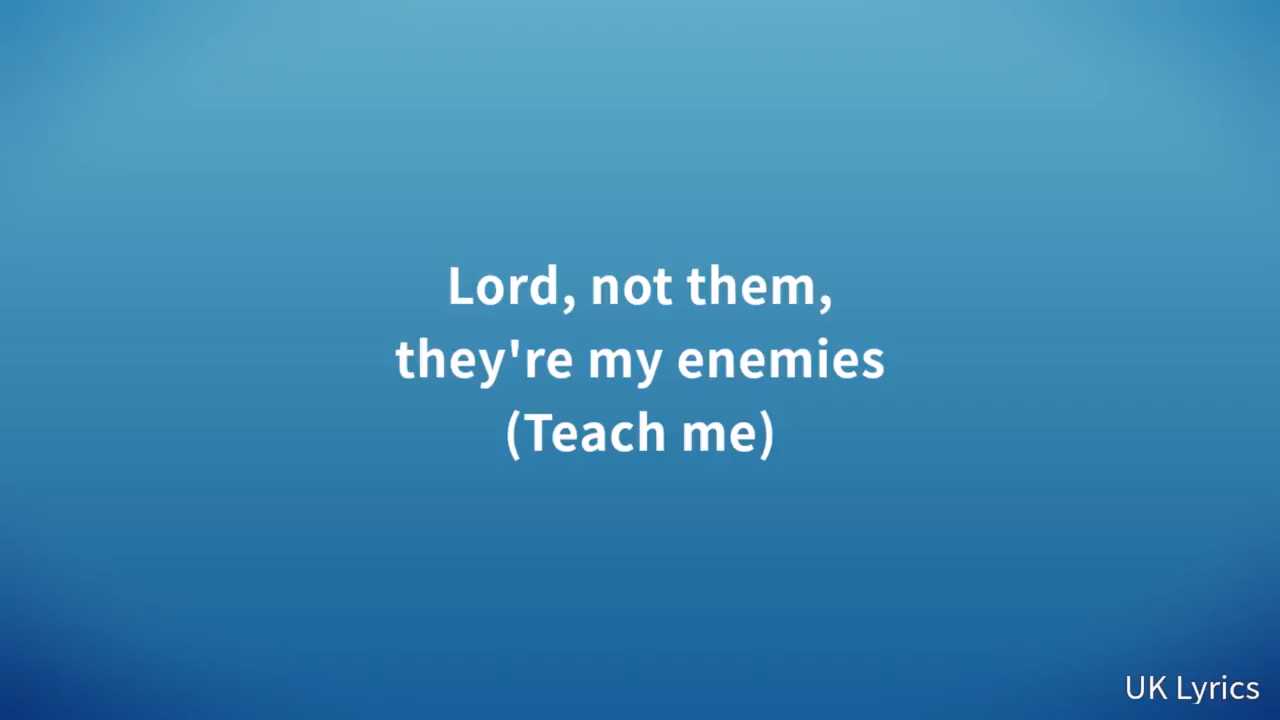 Lord, not them,
they're my enemies
(Teach me)
UK Lyrics